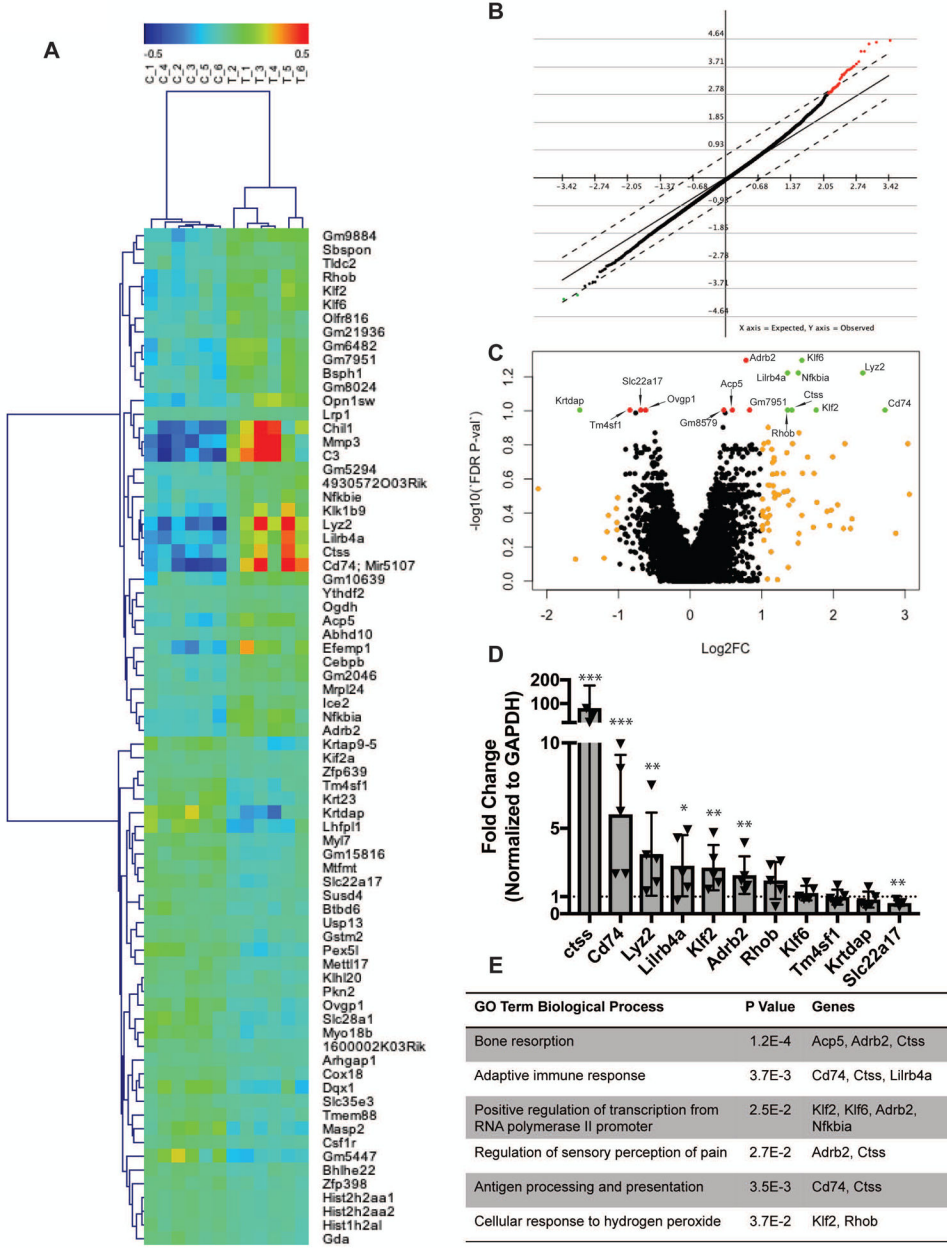 A
-0.5 0.5
C_1
C_4
C_2
C_3
C_5
C_6
T_2
T_1
T_3
T_4
T_5
T_6
Gm9884
Sbspon
Tldc2
Rhob
Klf2
Klf6
Olfr816
Gm21936
Gm6482
Gm7951
Bsph1
Gm8024
Opn1sw
Lrp1
Chil1
Mmp3
C3
Gm5294
4930572O03Rik
Nfkbie
Klk1b9
Lyz2
Lilrb4a
Ctss
Cd74; Mir5107
Gm10639
Ythdf2
Ogdh
Acp5
Abhd10
Efemp1
Cebpb
Gm2046
Mrpl24
Ice2
Nfkbia
Adrb2
Krtap9-5
Kif2a
Zfp639
Tm4sf1
Krt23
Krtdap
Lhfpl1
Myl7
Gm15816
Mtfmt
Slc22a17
Susd4
Btbd6
Usp13
Gstm2
Pex5l
Mettl17
Klhl20
Pkn2
Ovgp1
Slc28a1
Myo18b
1600002K03Rik
Arhgap1
Cox18
Dqx1
Slc35e3
Tmem88
Masp2
Csf1r
Gm5447
Bhlhe22
Zfp398
Hist2h2aa1
Hist2h2aa2
Hist1h2al
Gda
B
4.64
3.71
2.78
1.85
0.93
-3.42 -2.74 -2.05 -1.37 -0.68 0.68 1.37 2.05 2.74 3.42
-0.93
-1.85
-2.78
-3.71
-4.64
X axis = Expected, Y axis = Observed
C
-log10(`FDR P-val`)
1.2
1.0
0.8
0.6
0.4
0.2
0.0
Adrb2 Klf6
Lilrb4a Nfkbia Lyz2
Slc22a17
Krtdap Ovgp1 Acp5 Gm7951 Ctss Cd74
Tm4sf1 Gm8579 Klf2
Rhob
-2 -1 0 1 2 3
Log2FC
D
Fold Change
(Normalized to GAPDH)
200
100
0
10
5
1
0
*** *** ** * ** ** **
ctss
Cd74
Lyz2
Lilrb4a
Klf2
Adrb2
Rhob
Klf6
Tm4sf1
Krtdap
Slc22a17
E
GO Term Biological Process P Value Genes
Bone resorption 1.2E-4 Acp5, Adrb2, Ctss
Adaptive immune response 3.7E-3 Cd74, Ctss, Lilrb4a
Positive regulation of transcription from 2.5E-2 Klf2, Klf6, Adrb2,
RNA polymerase II promoter Nfkbia
Regulation of sensory perception of pain 2.7E-2 Adrb2, Ctss
Antigen processing and presentation 3.5E-3 Cd74, Ctss
Cellular response to hydrogen peroxide 3.7E-2 Klf2, Rhob